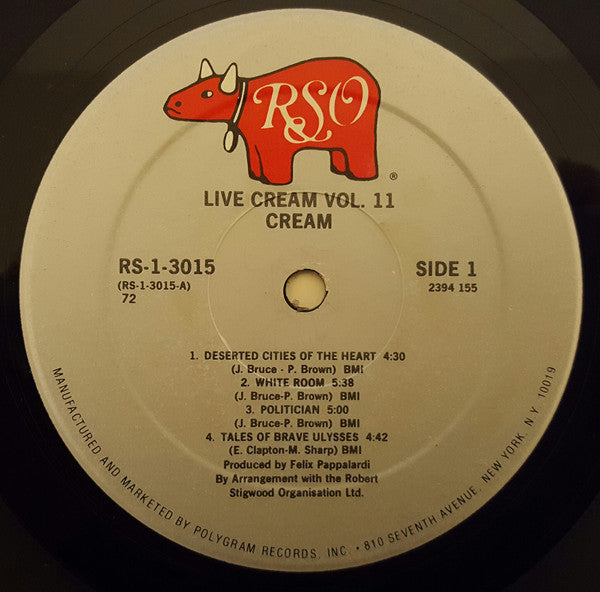 RSO
®
LIVE CREAM VOL. 11
CREAM
RS-1-3015
(RS-1-3015-A)
72
SIDE 1
2394 155
1. DESERTED CITIES OF THE HEART 4:30
(J. Bruce - P. Brown) BMI
2. WHITE ROOM 5:38
(J. Bruce-P. Brown) BMI
3. POLITICIAN 5:00
(J. Bruce-P. Brown) BMI
4. TALES OF BRAVE ULYSSES 4:42
(E. Clapton-M. Sharp) BMI
Produced by Felix Pappalardi
By Arrangement with the Robert
Stigwood Organisation Ltd.
MANUFACTURED AND MARKETED BY POLYGRAM RECORDS, INC. • 810 SEVENTH AVENUE, NEW YORK, N.Y. 10019